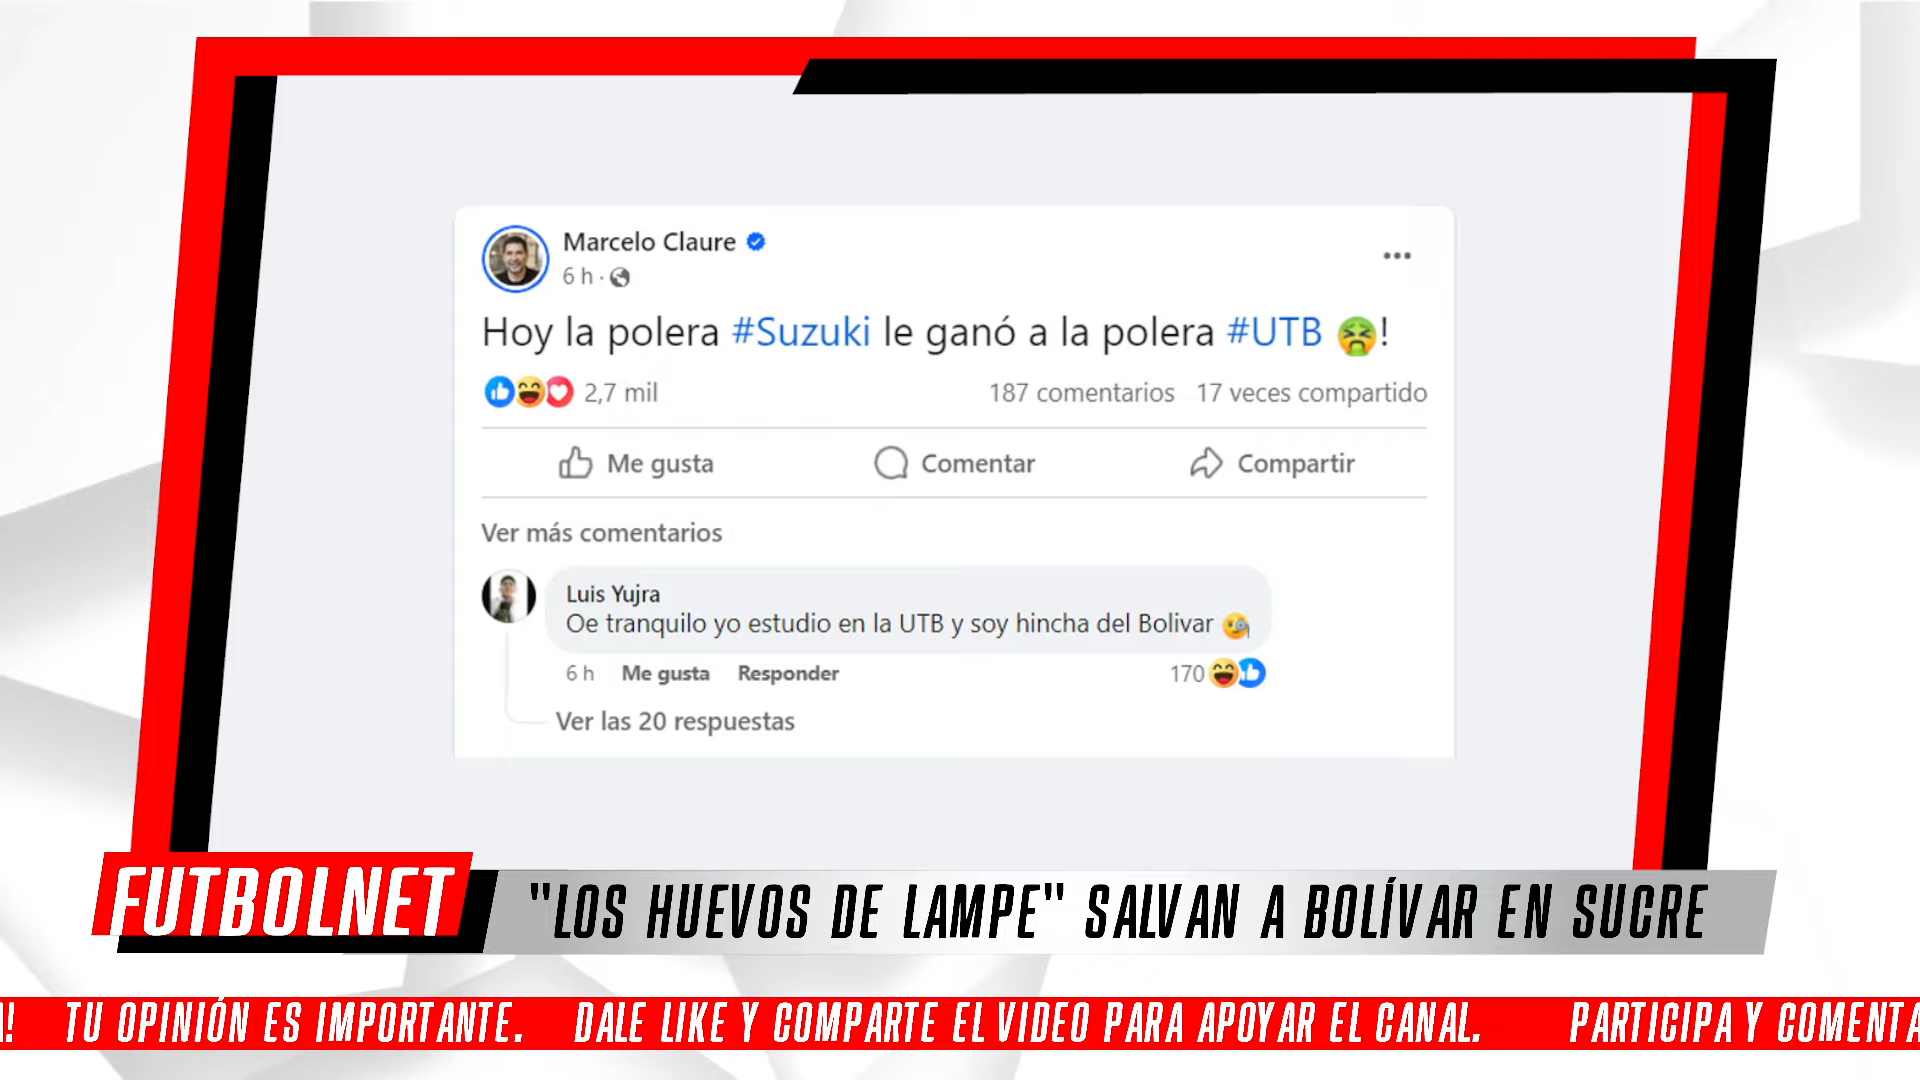 Marcelo Claure
6 h ·
Hoy la polera #Suzuki le ganó a la polera #UTB 🤮!
2,7 mil
187 comentarios 17 veces compartido
Me gusta Comentar Compartir
Ver más comentarios
Luis Yujra
Oe tranquilo yo estudio en la UTB y soy hincha del Bolivar 🧐
6 h Me gusta Responder 170
Ver las 20 respuestas
FUTBOLNET
"LOS HUEVOS DE LAMPE" SALVAN A BOLÍVAR EN SUCRE
TU OPINIÓN ES IMPORTANTE. DALE LIKE Y COMPARTE EL VIDEO PARA APOYAR EL CANAL. PARTICIPA Y COMENTA